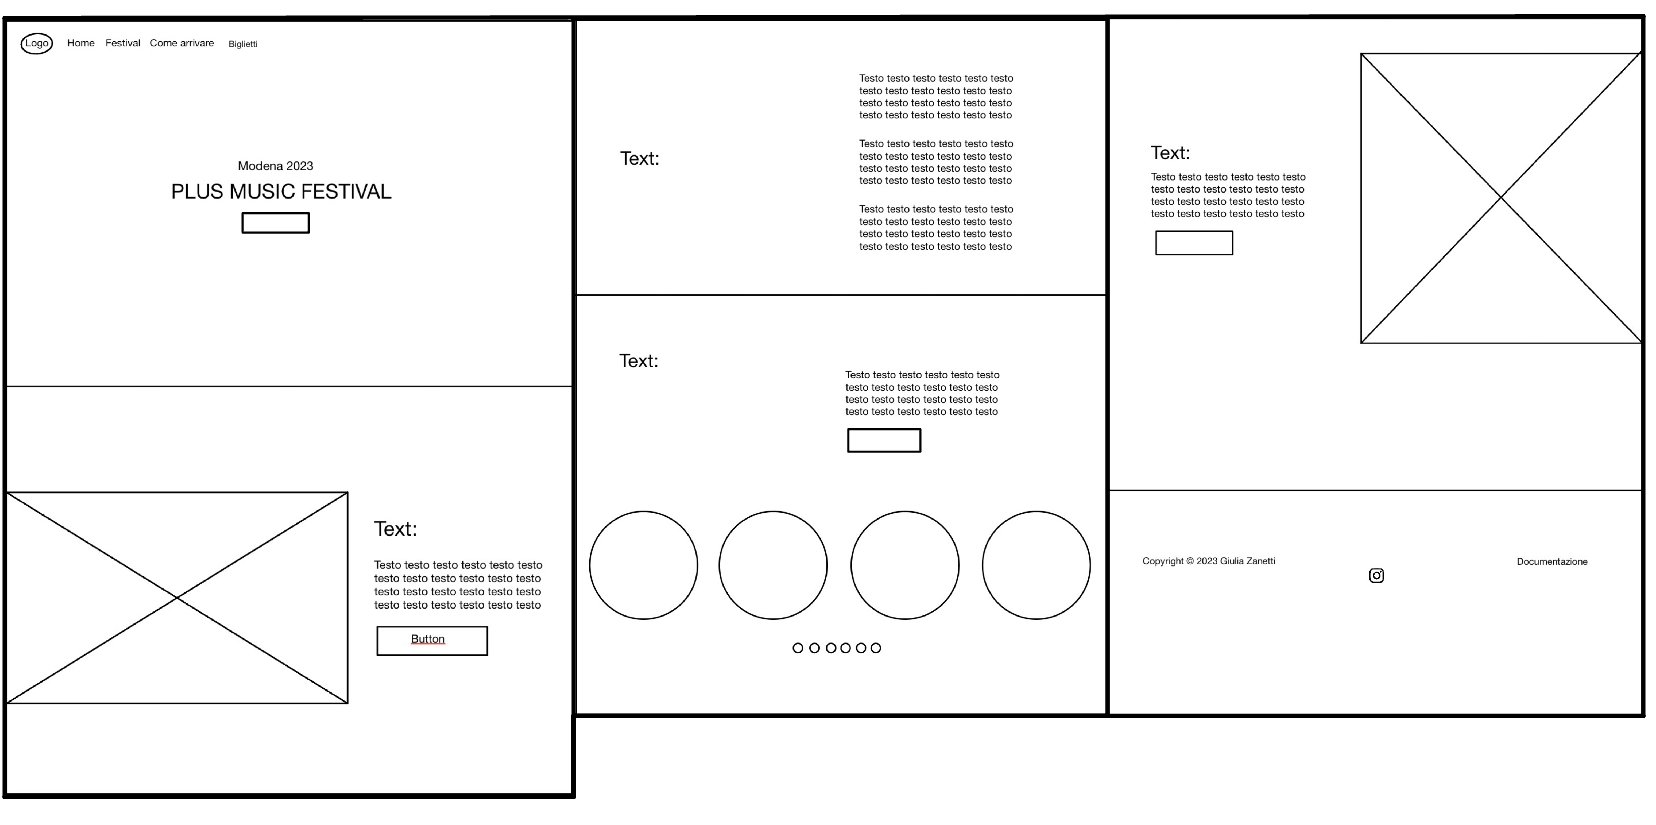 Logo Home Festival Come arrivare Biglietti
Modena 2023
PLUS MUSIC FESTIVAL
Text:
Testo testo testo testo testo testo
testo testo testo testo testo testo
testo testo testo testo testo testo
testo testo testo testo testo testo
Button
Text:
Testo testo testo testo testo testo
testo testo testo testo testo testo
testo testo testo testo testo testo
testo testo testo testo testo testo
Testo testo testo testo testo testo
testo testo testo testo testo testo
testo testo testo testo testo testo
testo testo testo testo testo testo
Testo testo testo testo testo testo
testo testo testo testo testo testo
testo testo testo testo testo testo
testo testo testo testo testo testo
Text:
Testo testo testo testo testo testo
testo testo testo testo testo testo
testo testo testo testo testo testo
testo testo testo testo testo testo
Text:
Testo testo testo testo testo testo
testo testo testo testo testo testo
testo testo testo testo testo testo
testo testo testo testo testo testo
Copyright © 2023 Giulia Zanetti
Documentazione